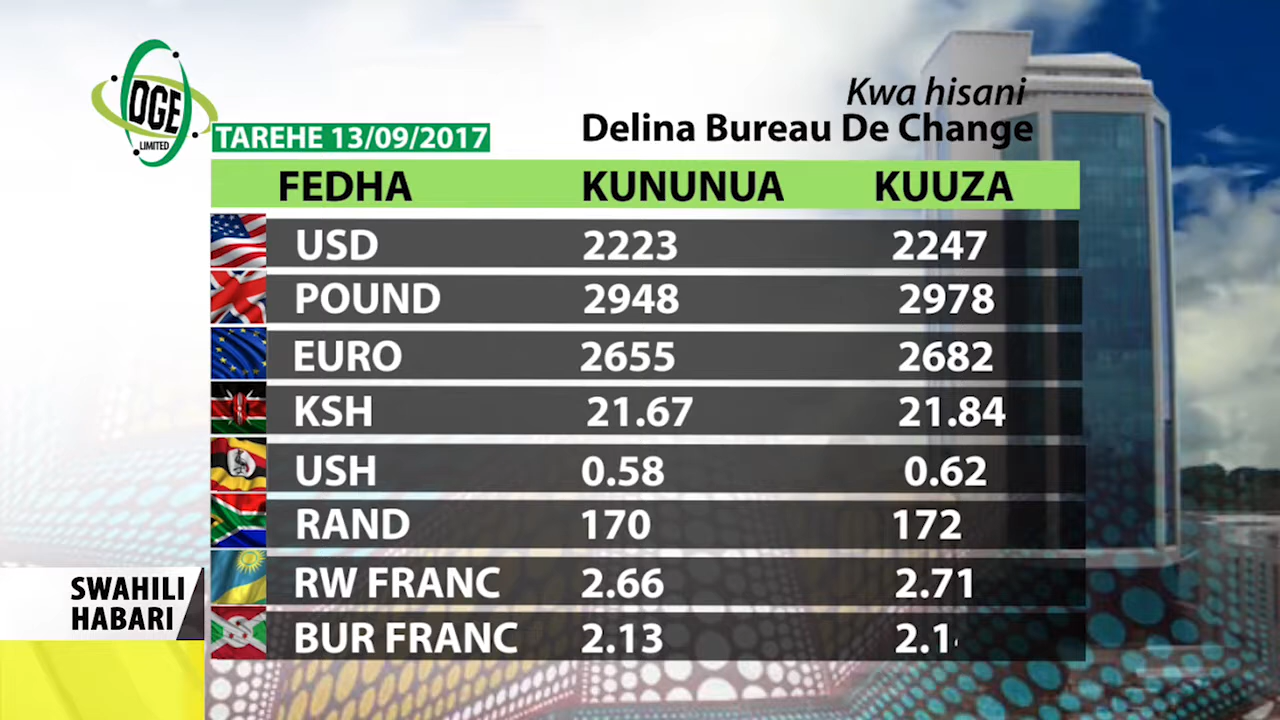 DGE
LIMITED
Kwa hisani
Delina Bureau De Change
TAREHE 13/09/2017
FEDHA KUNUNUA KUUZA
USD 2223 2247
POUND 2948 2978
EURO 2655 2682
KSH 21.67 21.84
USH 0.58 0.62
RAND 170 172
RW FRANC 2.66 2.71
BUR FRANC 2.13
SWAHILI
HABARI